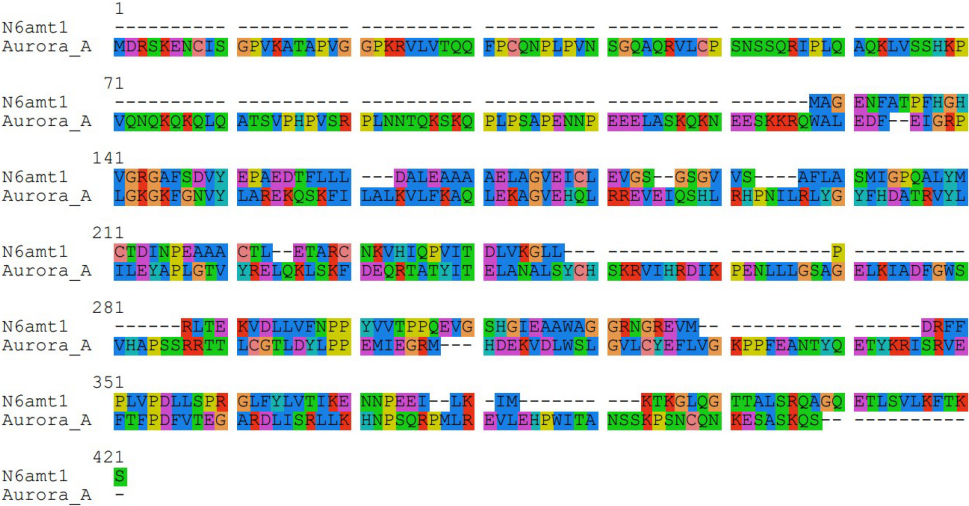 1
N6amt1 ---------- ---------- ---------- ---------- ---------- ---------- ----------
Aurora_A MDRSKENCIS GPVKATAPVG GPKRVLVTQQ FPCQNPLPVN SGQAQRVLCP SNSSQRIPLQ AQKLVSSHKP
71
N6amt1 ---------- ---------- ---------- ---------- ---------- -------MAG ENFATPFHGH
Aurora_A VQNQKQKQLQ ATSVPHPVSR PLNNTQKSKQ PLPSAPENNP EEELASKQKN EESKKRQWAL EDF--EIGRP
141
N6amt1 VGRGAFSDVY EPAEDTFLLL ---DALEAAA AELAGVEICL EVGS--GSGV VS----AFLA SMIGPQALYM
Aurora_A LGKGKFGNVY LAREKQSKFI LALKVLFKAQ LEKAGVEHQL RREVEIQSHL RHPNILRLYG YFHDATRVYL
211
N6amt1 CTDINPEAAA CTL--ETARC NKVHIQPVIT DLVKGLL--- ---------- ---------P ----------
Aurora_A ILEYAPLGTV YRELQKLSKF DEQRTATYIT ELANALSYCH SKRVIHRDIK PENLLLGSAG ELKIADFGWS
281
N6amt1 ------RLTE KVDLLVFNPP YVVTPPQEVG SHGIEAAWAG GRNGREVM-- ---------- ------DRFF
Aurora_A VHAPSSRRTT LCGTLDYLPP EMIEGRM--- HDEKVDLWSL GVLCYEFLVG KPPFEANTYQ ETYKRISRVE
351
N6amt1 PLVPDLLSPR GLFYLVTIKE NNPEEI--LK -IM------- ---KTKGLQG TTALSRQAGQ ETLSVLKFTK
Aurora_A FTFPDFVTEG ARDLISRLLK HNPSQRPMLR EVLEHPWITA NSSKPSNCQN KESASKQS-- ----------
421
N6amt1 S
Aurora_A -